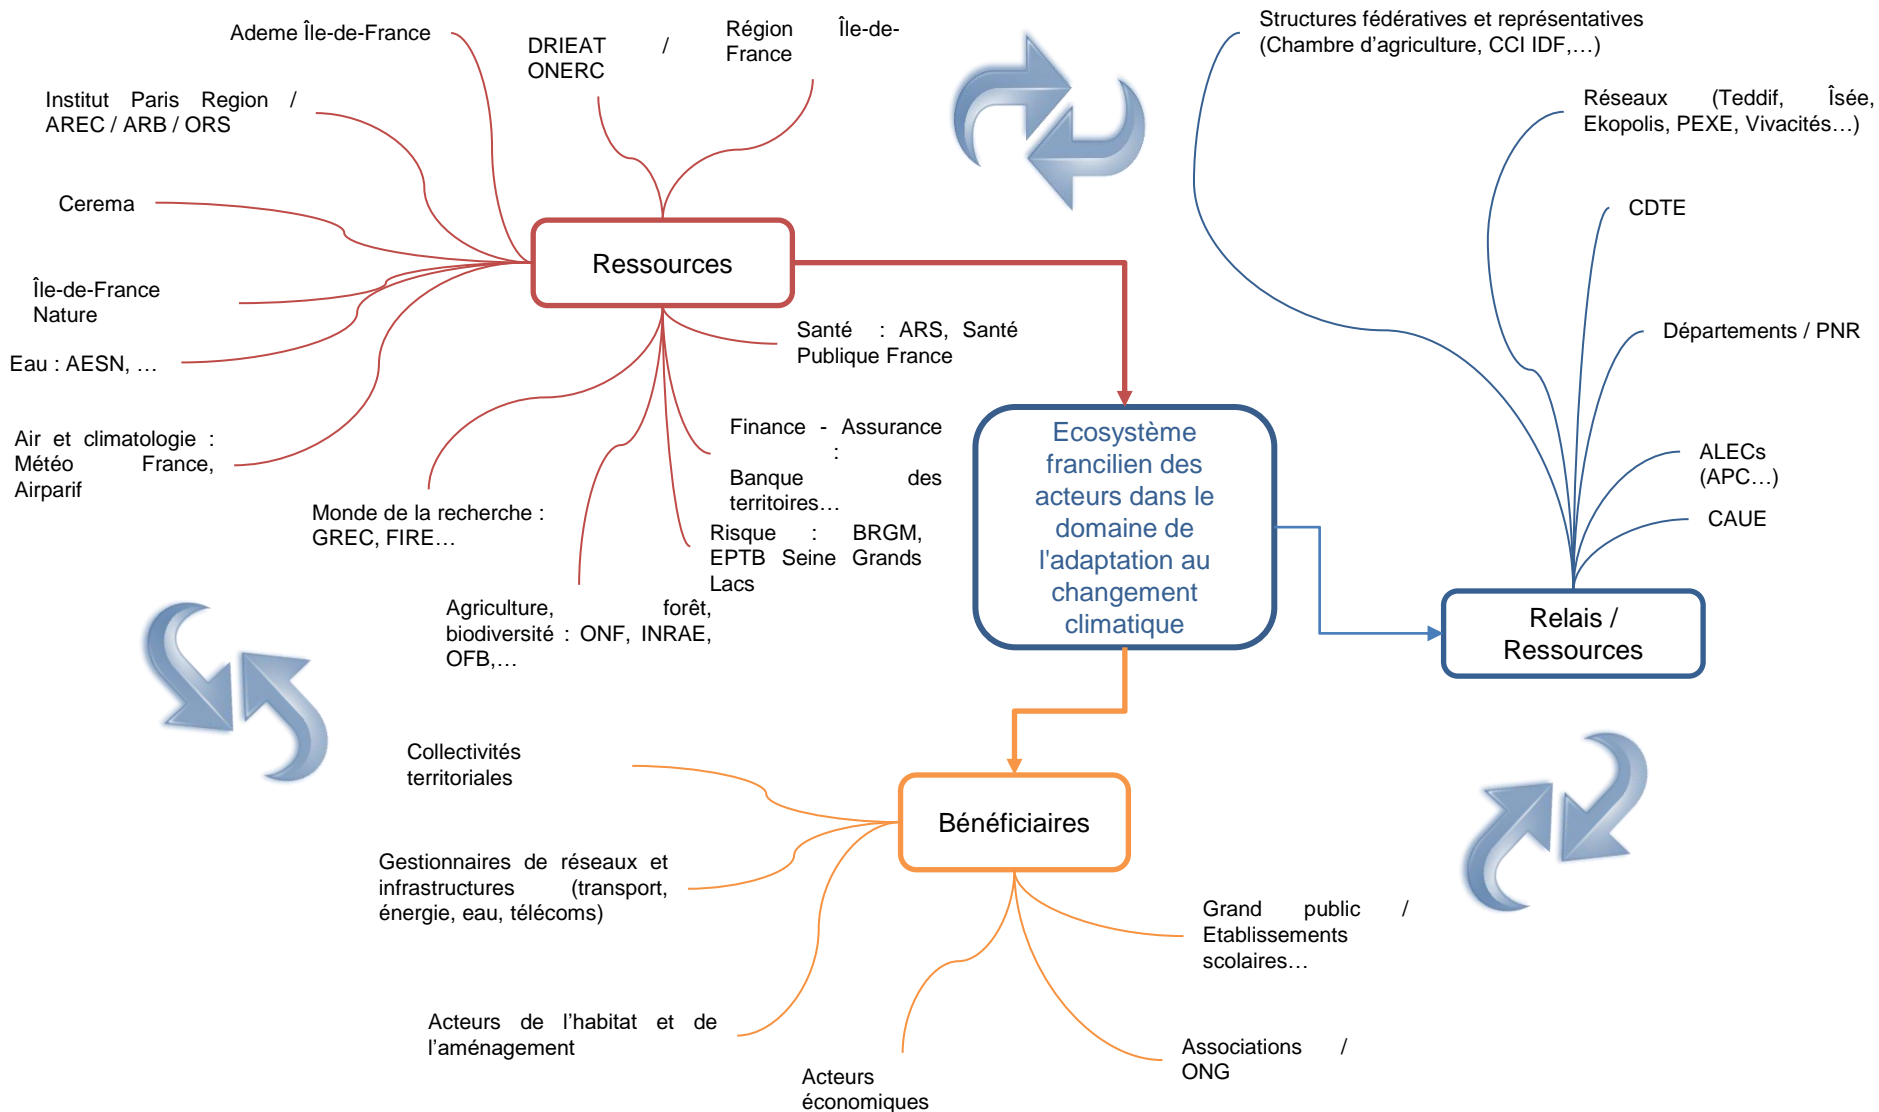 Ademe Île-de-France
DRIEAT /
ONERC
Région Île-de-
France
Institut Paris Region /
AREC / ARB / ORS
Cerema
Île-de-France
Nature
Eau : AESN, …
Air et climatologie :
Météo France,
Airparif
Ressources
Santé : ARS, Santé
Publique France
Finance - Assurance
:
Banque des
territoires…
Risque : BRGM,
EPTB Seine Grands
Lacs
Monde de la recherche :
GREC, FIRE…
Agriculture, forêt,
biodiversité : ONF, INRAE,
OFB,…
Structures fédératives et représentatives
(Chambre d’agriculture, CCI IDF,…)
Réseaux (Teddif, Îsée,
Ekopolis, PEXE, Vivacités…)
CDTE
Départements / PNR
ALECs
(APC…)
CAUE
Relais /
Ressources
Ecosystème
francilien des
acteurs dans le
domaine de
l'adaptation au
changement
climatique
Bénéficiaires
Collectivités
territoriales
Gestionnaires de réseaux et
infrastructures (transport,
énergie, eau, télécoms)
Acteurs de l’habitat et de
l’aménagement
Acteurs
économiques
Grand public /
Etablissements
scolaires…
Associations /
ONG